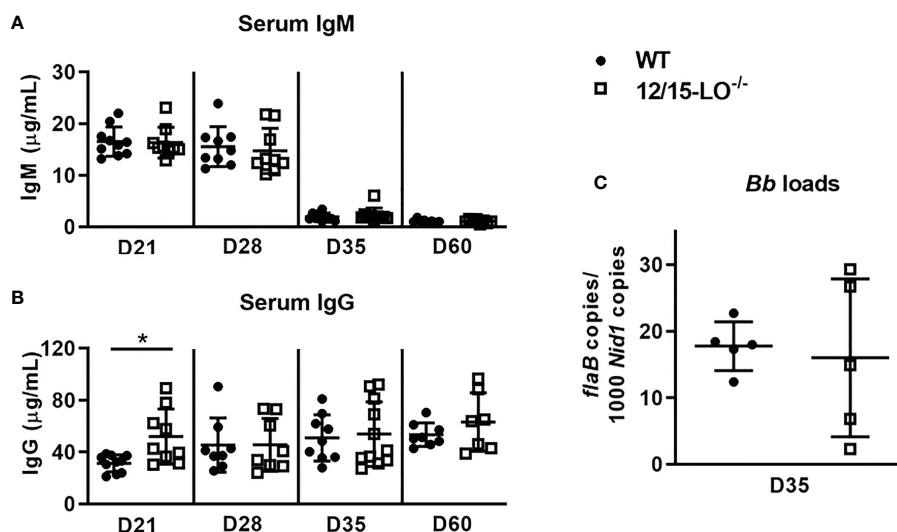 A
Serum IgM
IgM (μg/mL)
30
20
10
0
D21 D28 D35 D60
B
Serum IgG
*
IgG (μg/mL)
120
80
40
0
D21 D28 D35 D60
WT
12/15-LO-/-
C
Bb loads
flaB copies/
1000 Nid1 copies
30
20
10
0
D35